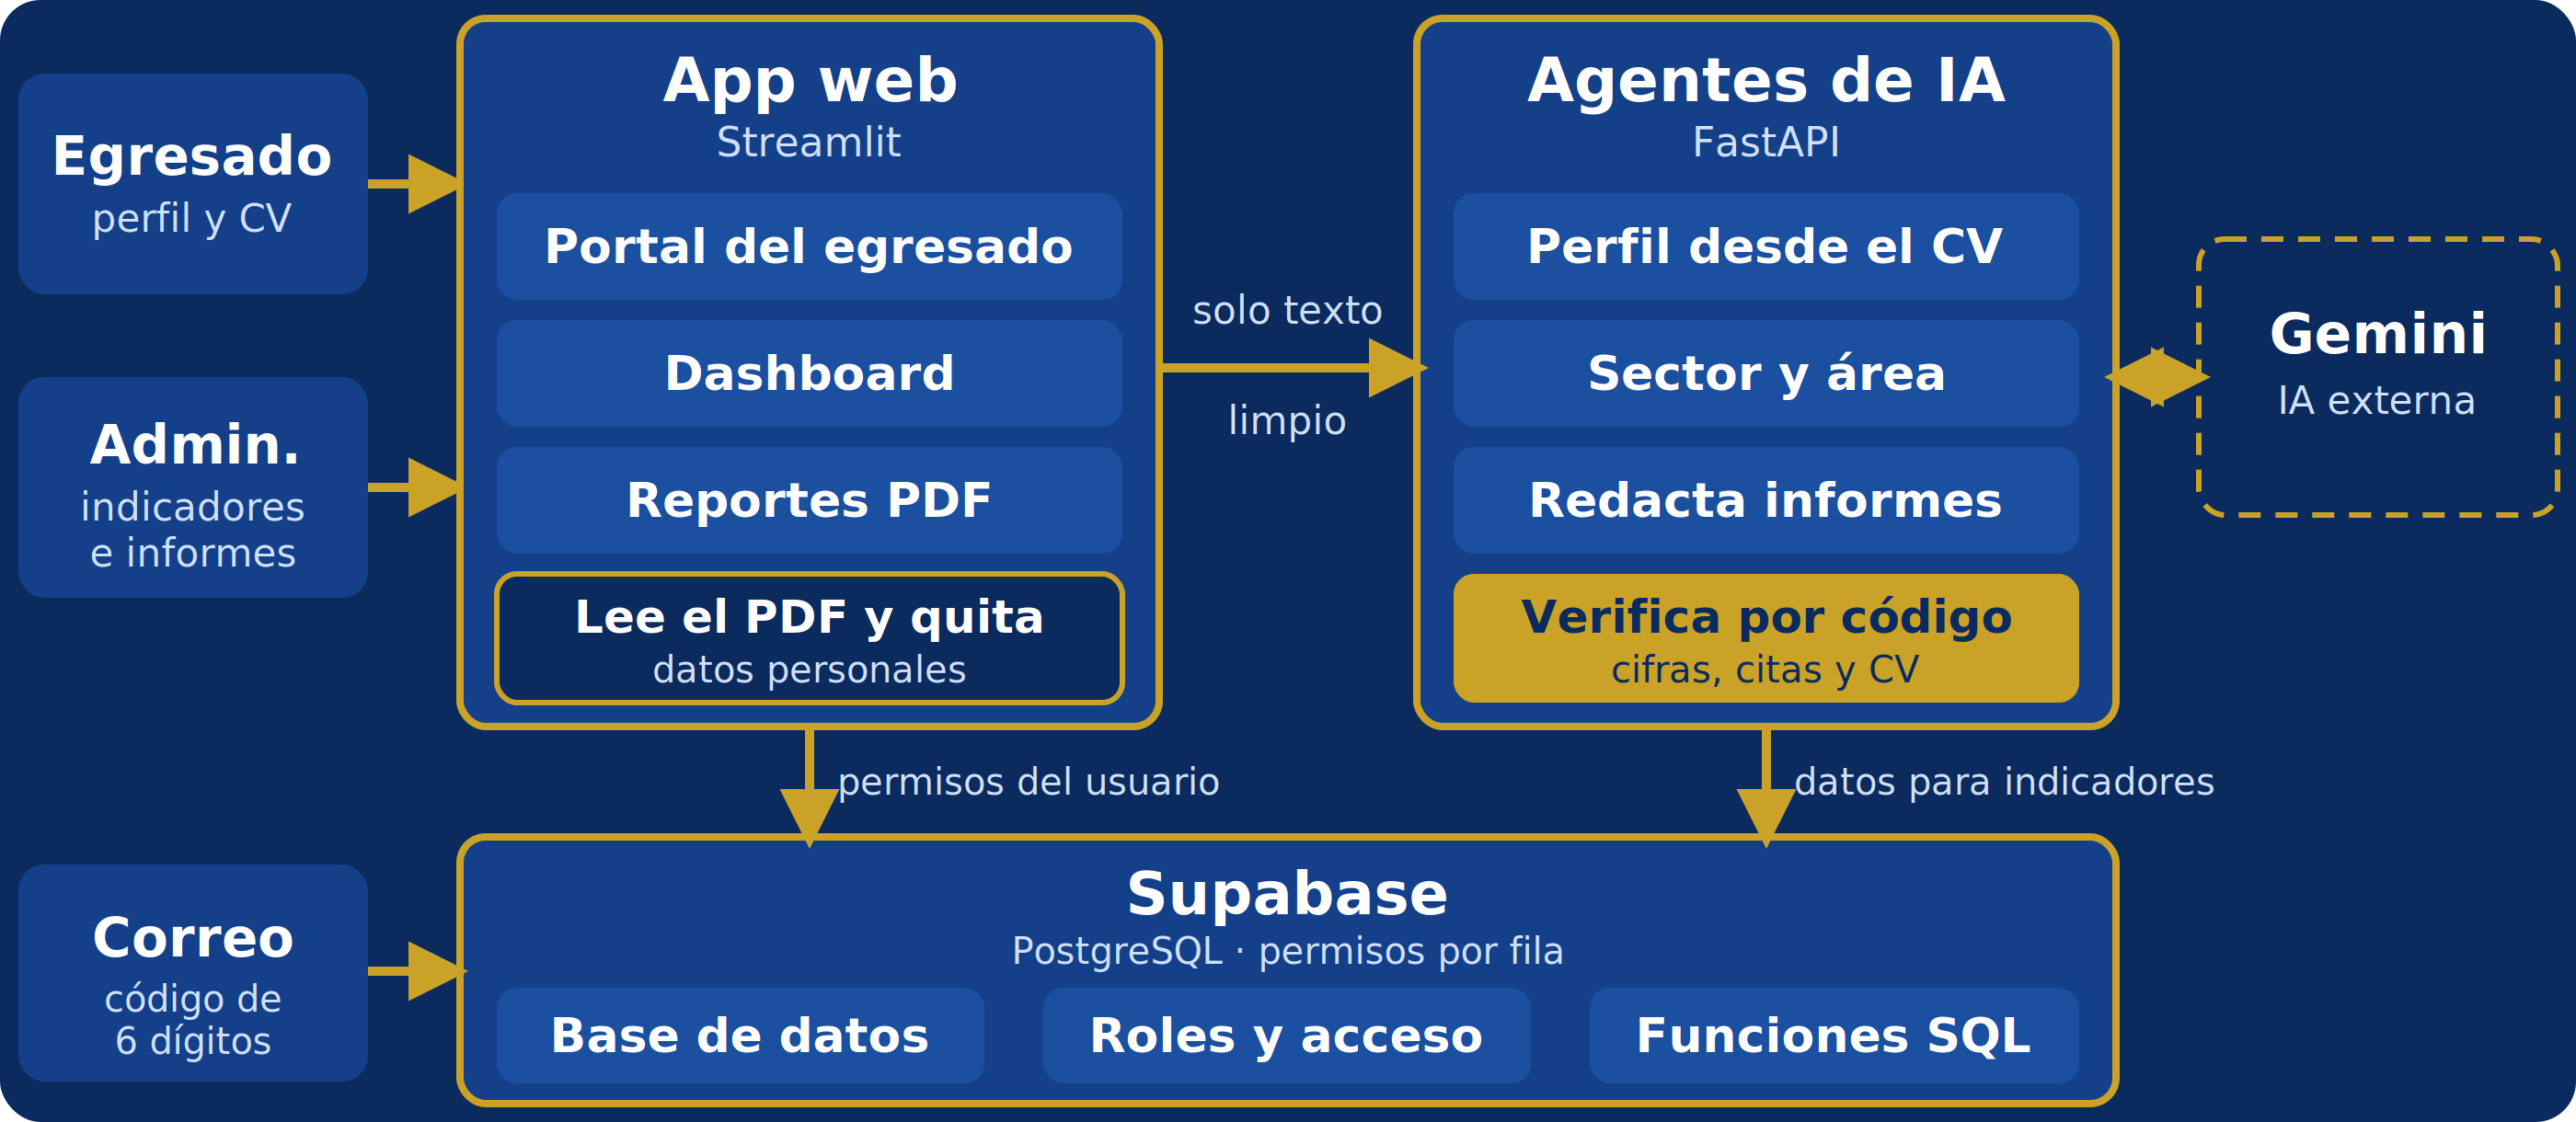 Egresado
perfil y CV
Admin.
indicadores
e informes
App web
Streamlit
Portal del egresado
Dashboard
Reportes PDF
Lee el PDF y quita
datos personales
solo texto
limpio
Agentes de IA
FastAPI
Perfil desde el CV
Sector y área
Redacta informes
Verifica por código
cifras, citas y CV
Gemini
IA externa
permisos del usuario
datos para indicadores
Correo
código de
6 dígitos
Supabase
PostgreSQL · permisos por fila
Base de datos
Roles y acceso
Funciones SQL